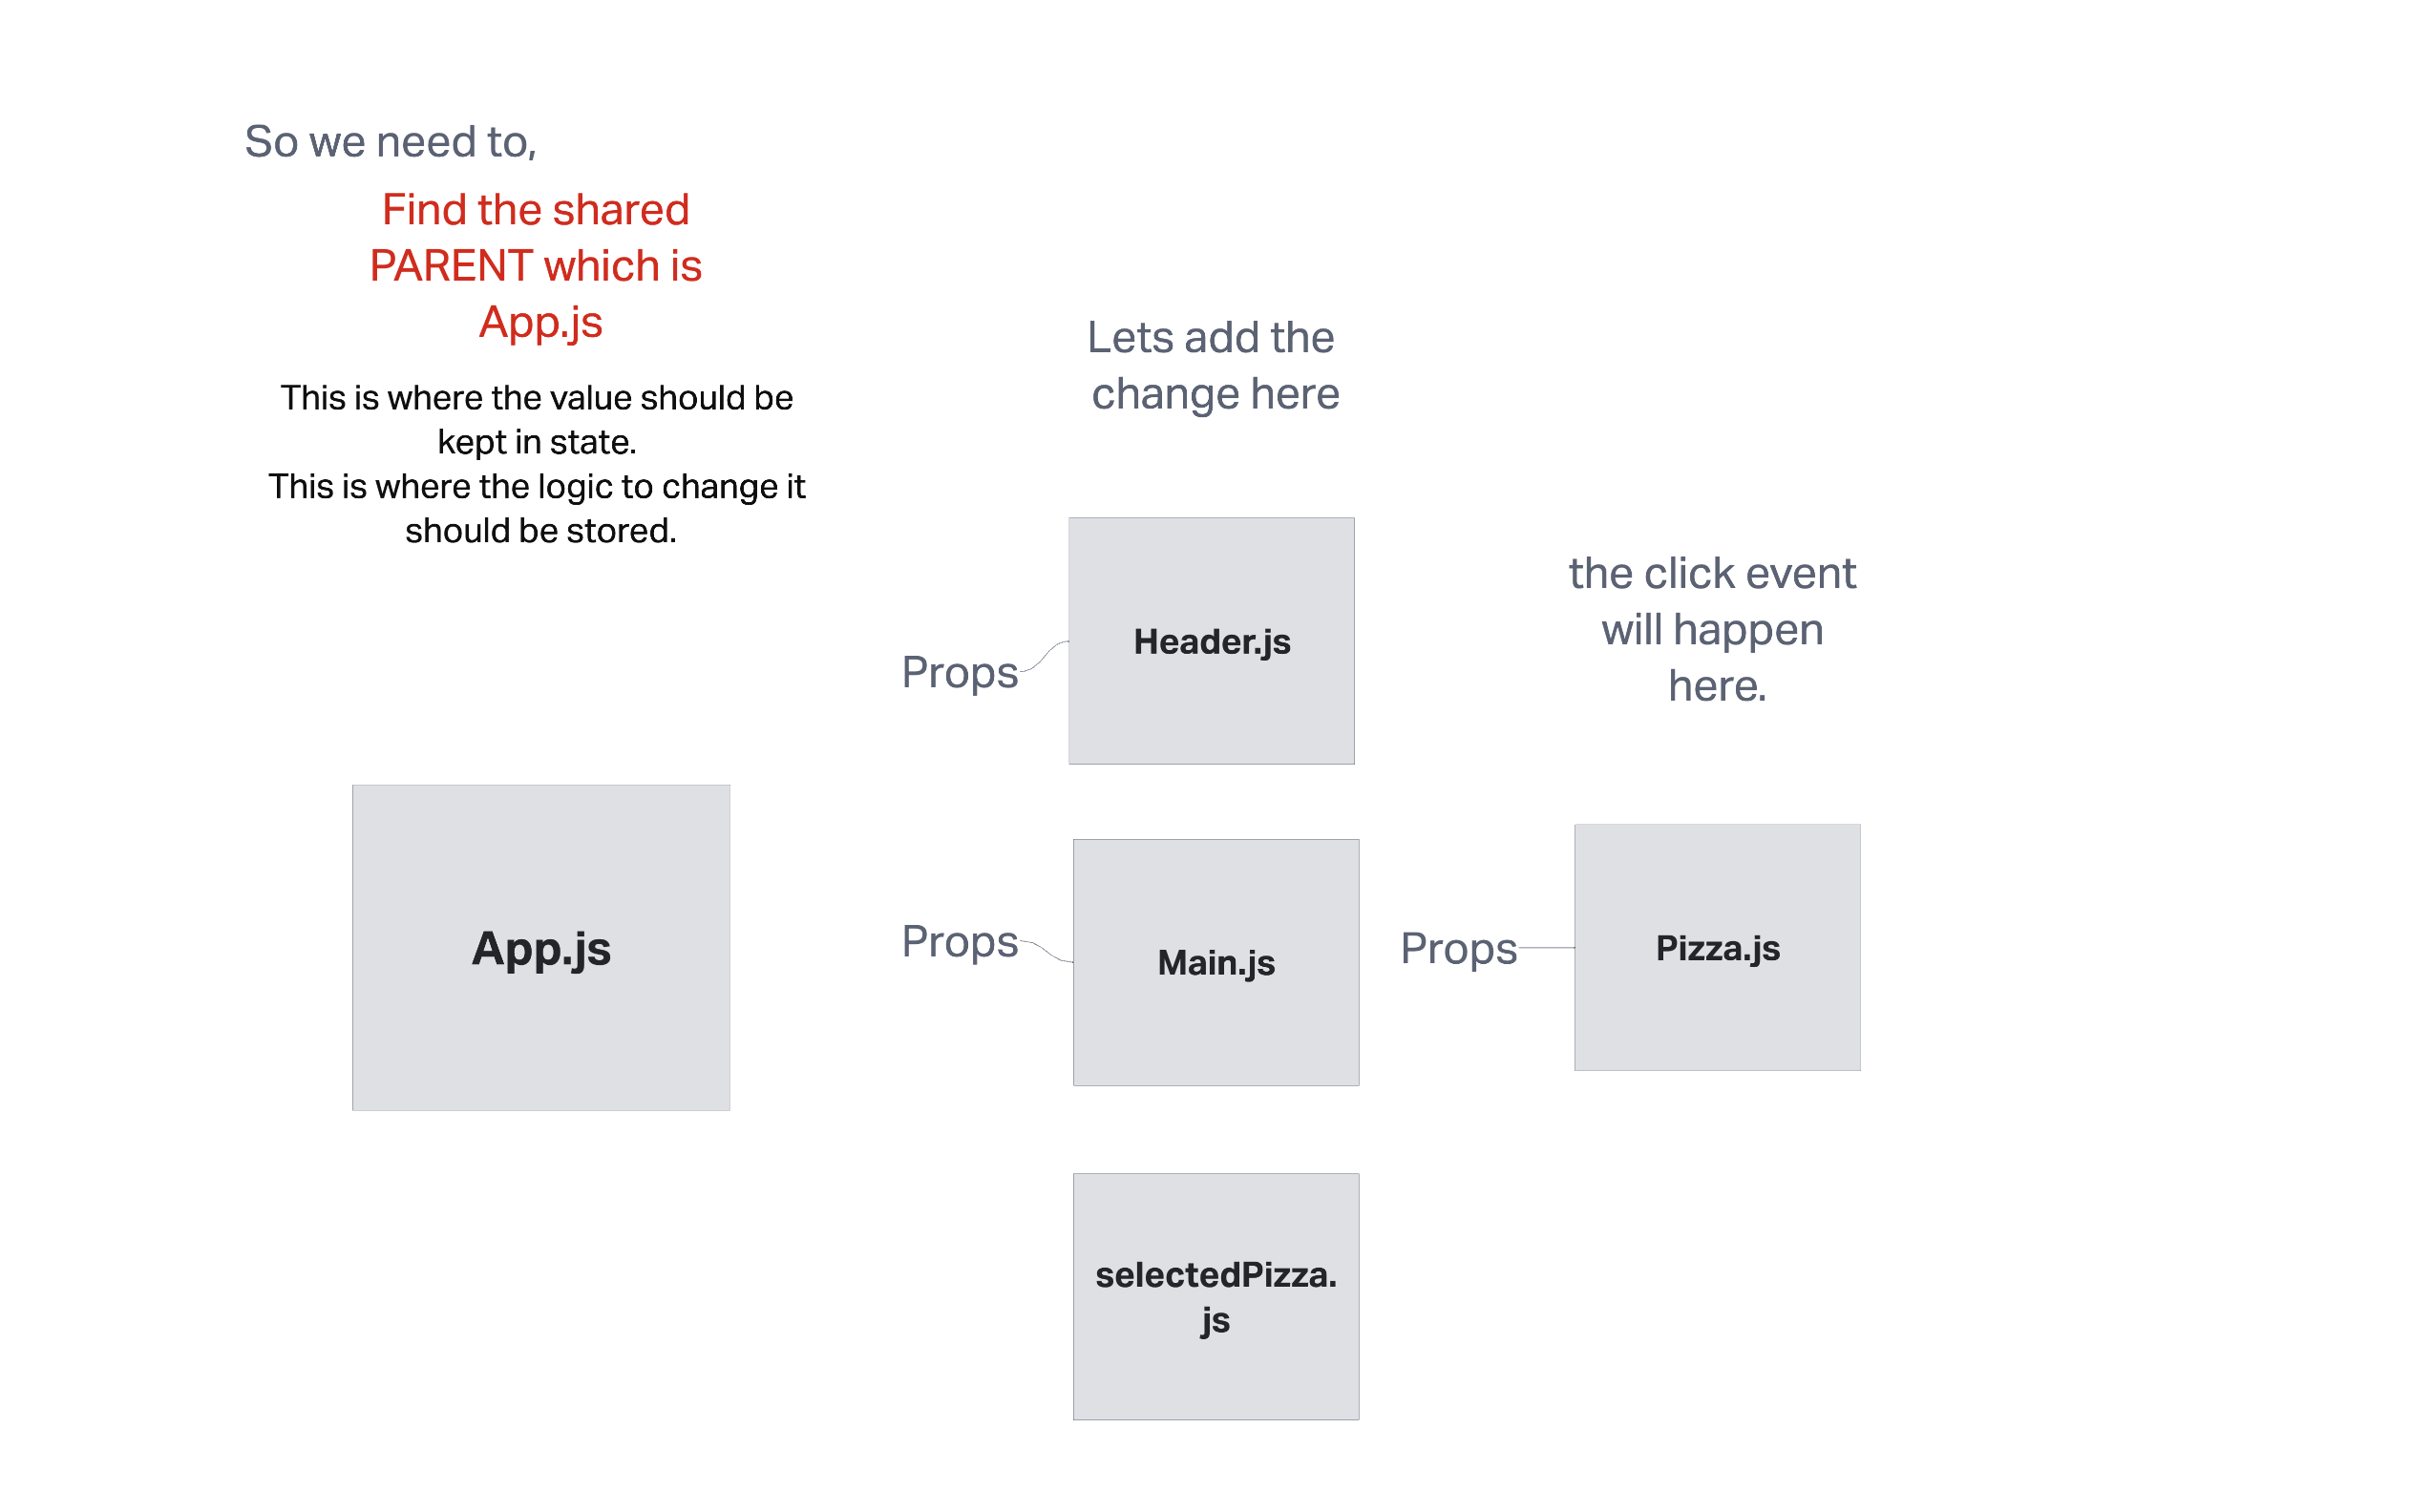 So we need to,
Find the shared
PARENT which is
App.js
This is where the value should be
kept in state.
This is where the logic to change it
should be stored.
Lets add the
change here
the click event
will happen
here.
Props
Header.js
App.js
Props
Main.js
Props
Pizza.js
selectedPizza.
js